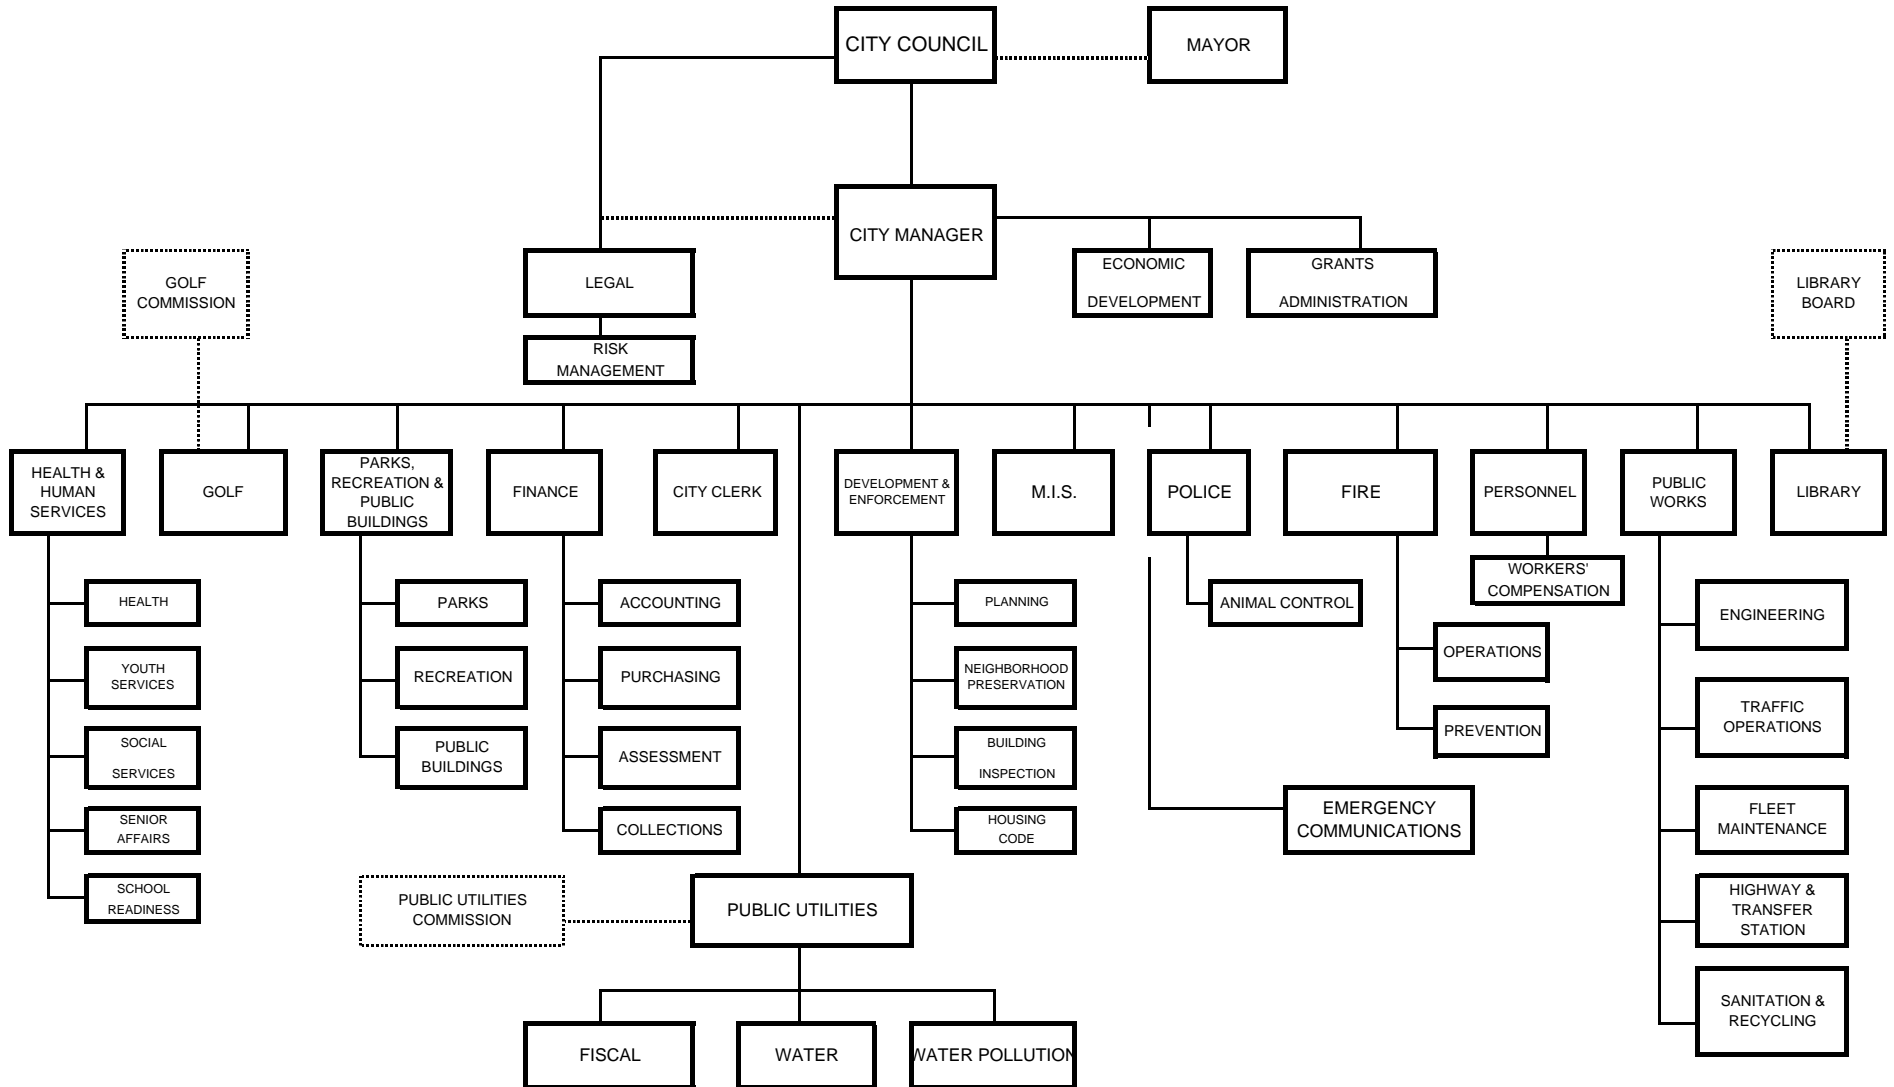 CITY COUNCIL
MAYOR
CITY MANAGER
GOLF
COMMISSION
LEGAL
ECONOMIC
DEVELOPMENT
GRANTS
ADMINISTRATION
LIBRARY
BOARD
RISK
MANAGEMENT
HEALTH &
HUMAN
SERVICES
GOLF
PARKS,
RECREATION &
PUBLIC
BUILDINGS
FINANCE
CITY CLERK
DEVELOPMENT &
ENFORCEMENT
M.I.S.
POLICE
FIRE
PERSONNEL
PUBLIC
WORKS
LIBRARY
WORKERS'
COMPENSATION
HEALTH
YOUTH
SERVICES
SOCIAL
SERVICES
SENIOR
AFFAIRS
SCHOOL
READINESS
PARKS
RECREATION
PUBLIC
BUILDINGS
ACCOUNTING
PURCHASING
ASSESSMENT
COLLECTIONS
PLANNING
NEIGHBORHOOD
PRESERVATION
BUILDING
INSPECTION
HOUSING
CODE
ANIMAL CONTROL
OPERATIONS
PREVENTION
EMERGENCY
COMMUNICATIONS
ENGINEERING
TRAFFIC
OPERATIONS
FLEET
MAINTENANCE
HIGHWAY &
TRANSFER
STATION
SANITATION &
RECYCLING
PUBLIC UTILITIES
COMMISSION
PUBLIC UTILITIES
FISCAL
WATER
WATER POLLUTION